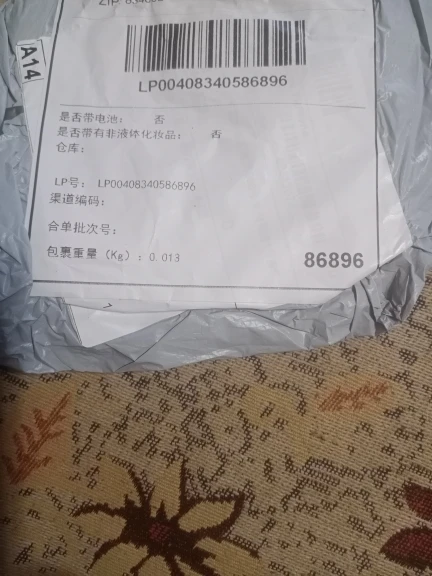 A14
LP00408340586896
是否带电池： 否
是否带有非液体化妆品： 否
仓库：
LP号： LP00408340586896
渠道编码：
合单批次号：
包裹重量（Kg）：0.013
86896